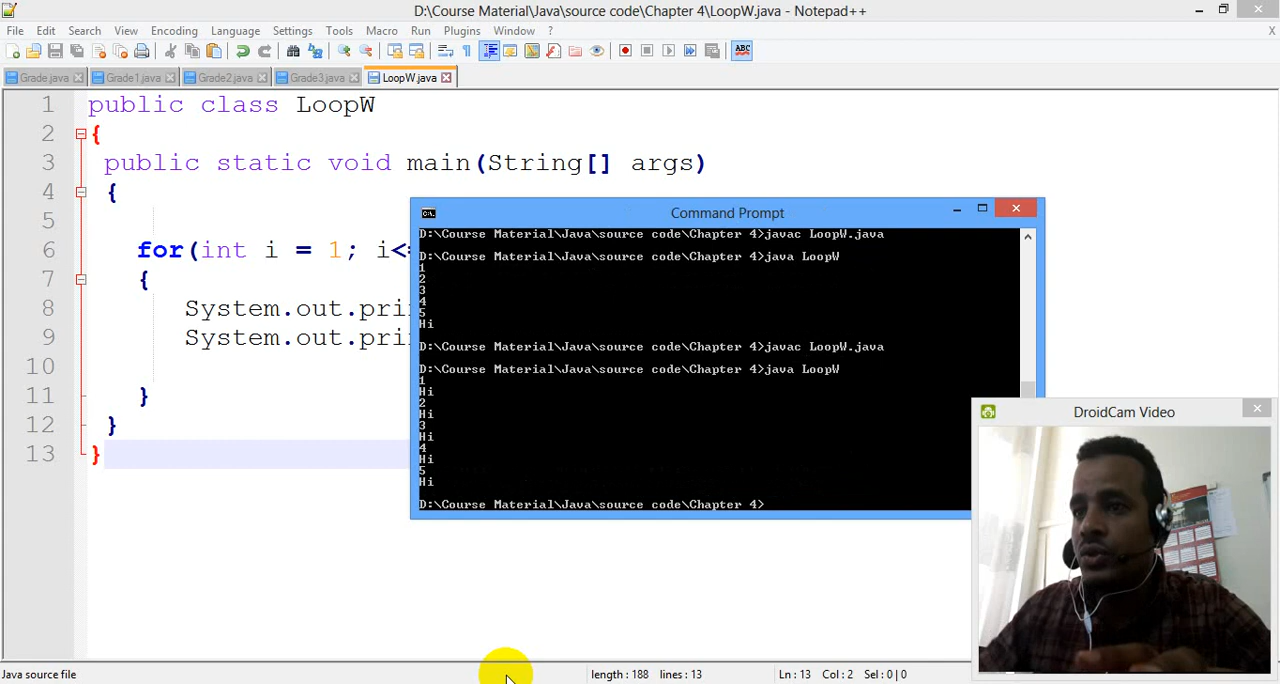 D:\Course Material\Java\source code\Chapter 4\LoopW.java - Notepad++
File Edit Search View Encoding Language Settings Tools Macro Run Plugins Window ? X
ABC
Grade.java Grade1.java Grade2.java Grade3.java LoopW.java
1 public class LoopW
2 {
3 public static void main(String[] args)
4 {
5
6 for(int i = 1; i<=
7 {
8 System.out.pri
9 System.out.pri
10
11 }
12 }
13 }
C:\.
Command Prompt
D:\Course Material\Java\source code\Chapter 4>javac LoopW.java
D:\Course Material\Java\source code\Chapter 4>java LoopW
1
2
3
4
5
Hi
D:\Course Material\Java\source code\Chapter 4>javac LoopW.java
D:\Course Material\Java\source code\Chapter 4>java LoopW
1
Hi
2
Hi
3
Hi
4
Hi
5
Hi
D:\Course Material\Java\source code\Chapter 4>
DroidCam Video
Java source file length : 188 lines : 13 Ln : 13 Col : 2 Sel : 0 | 0